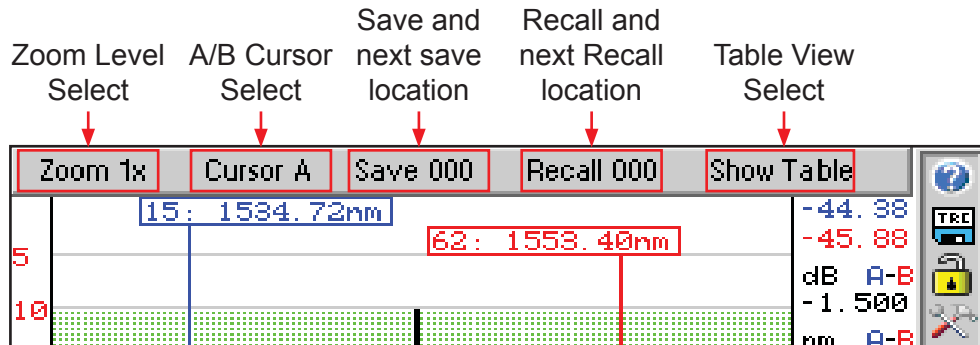 Zoom Level Select
A/B Cursor Select
Save and next save location
Recall and next Recall location
Table View Select
Zoom 1x
Cursor A
Save 000
Recall 000
Show Table
15: 1534.72nm
62: 1553.40nm
-44.38
-45.88
5
10
dB A-B
-1.500
nm A-B
?
TRC